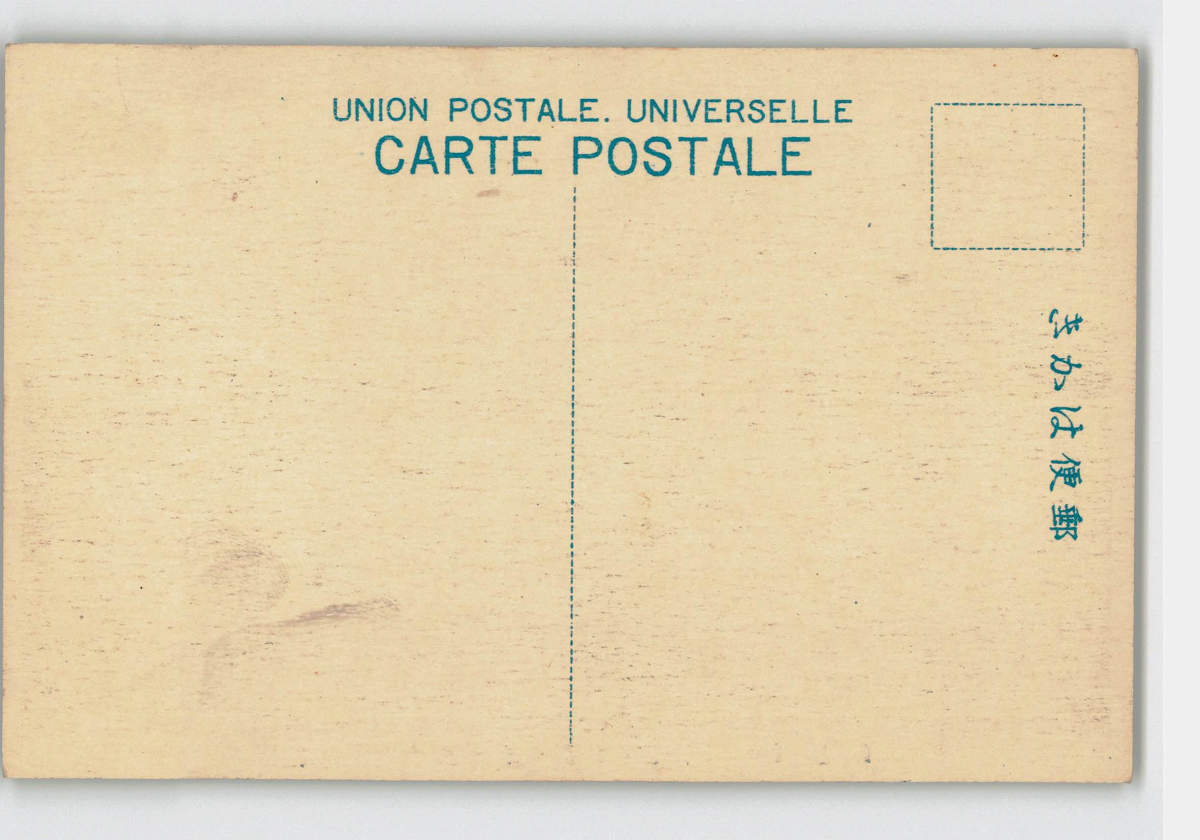 UNION POSTALE. UNIVERSELLE
CARTE POSTALE
郵便はかき